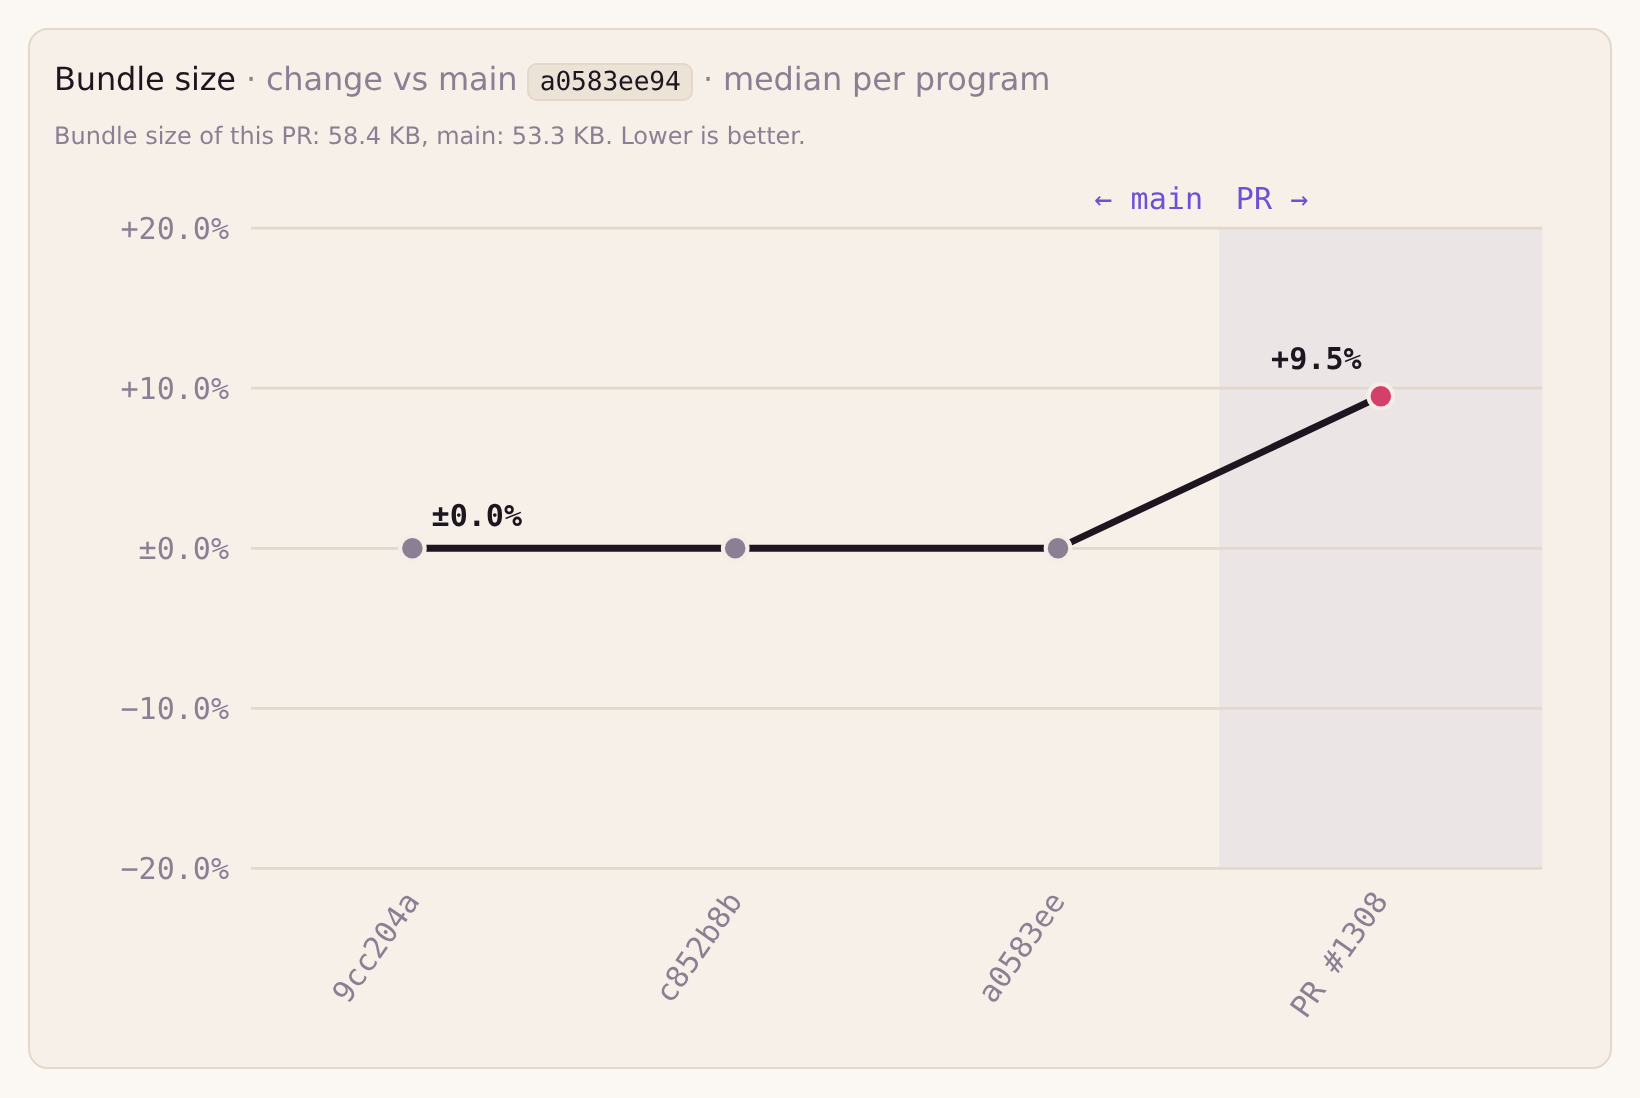 Bundle size · change vs main a0583ee94 · median per program
Bundle size of this PR: 58.4 KB, main: 53.3 KB. Lower is better.
← main PR →
+20.0%
+9.5%
+10.0%
±0.0%
±0.0%
−10.0%
−20.0%
9cc204a
c852b8b
a0583ee
PR #1308